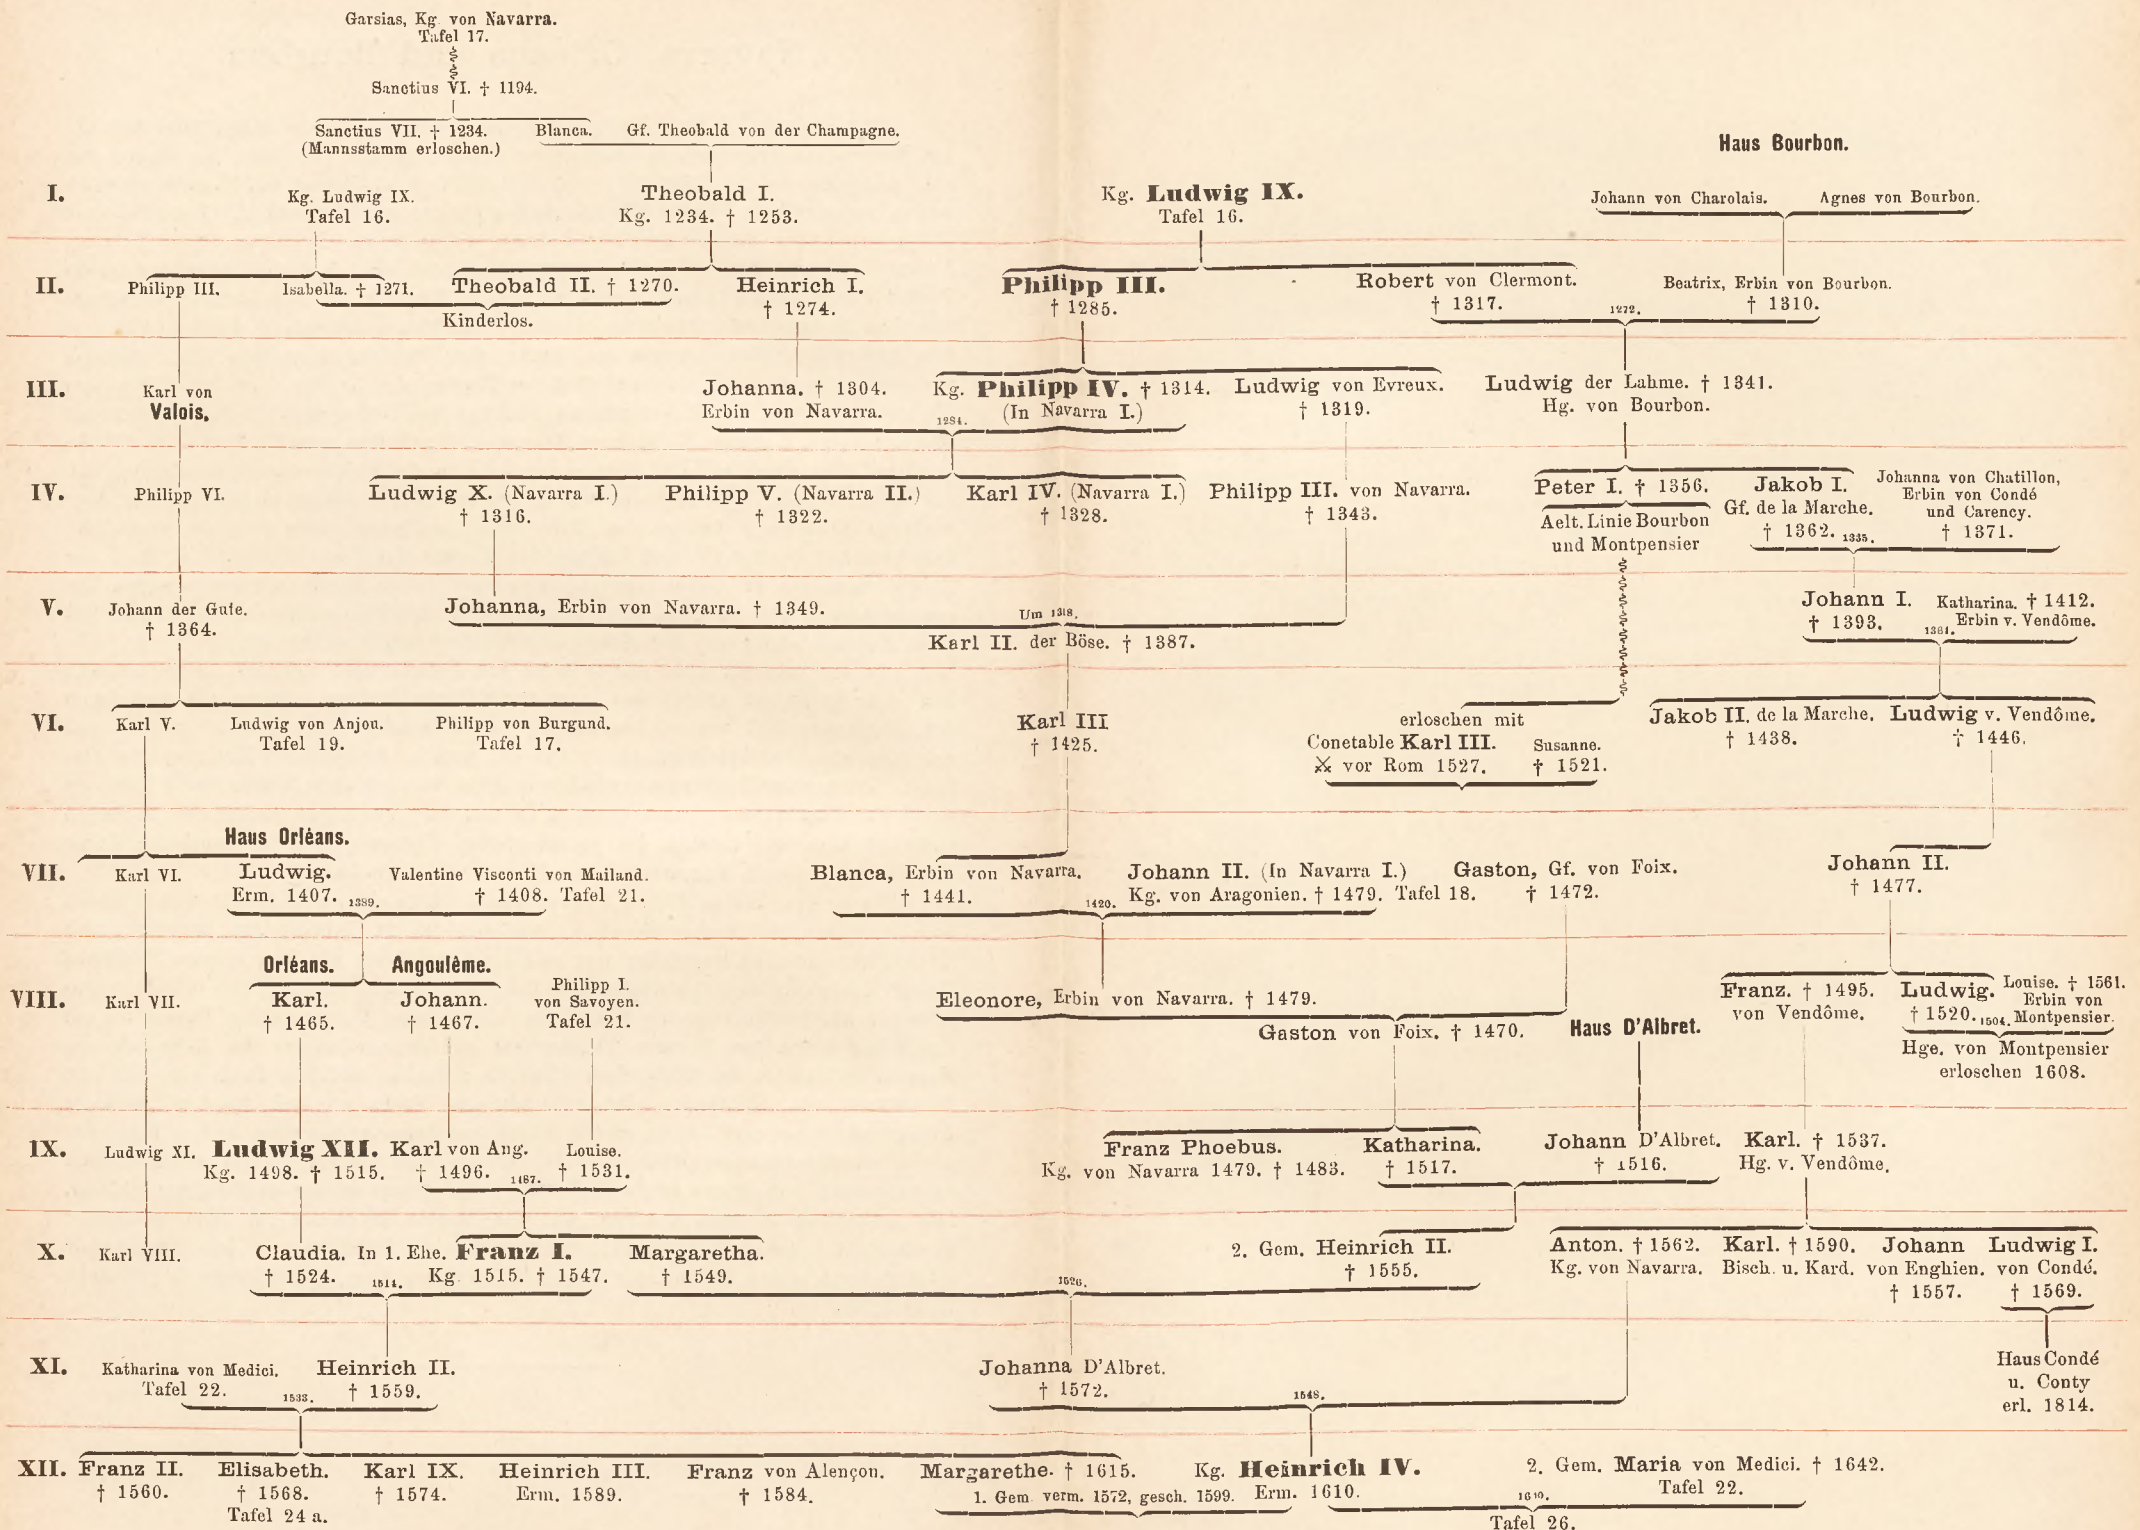 Garsias, Kg. von Navarra.
Tafel 17.
Sanctius VI. † 1194.
Sanctius VII. † 1234. Blanca. Gf. Theobald von der Champagne.
(Mannsstamm erloschen.)
Haus Bourbon.
I. Kg. Ludwig IX. Theobald I. Kg. Ludwig IX. Johann von Charolais. Agnes von Bourbon.
Tafel 16. Kg. 1234. † 1253. Tafel 16.
II. Philipp III. Isabella. † 1271. Theobald II. † 1270. Heinrich I. Philipp III. Robert von Clermont. Beatrix, Erbin von Bourbon.
† 1274. † 1285. † 1317. 1272. † 1310.
Kinderlos.
III. Karl von Johanna. † 1304. Kg. Philipp IV. † 1314. Ludwig von Evreux. Ludwig der Lahme. † 1341.
Valois. Erbin von Navarra. 1284. (In Navarra I.) † 1319. Hg. von Bourbon.
IV. Philipp VI. Ludwig X. (Navarra I.) Philipp V. (Navarra II.) Karl IV. (Navarra I.) Philipp III. von Navarra. Peter I. † 1356. Jakob I. Johanna von Chatillon,
† 1316. † 1322. † 1328. † 1343. Aelt. Linie Bourbon Gf. de la Marche. Erbin von Condé
und Montpensier † 1362. 1335. und Carency.
† 1371.
V. Johann der Gute. Johanna, Erbin von Navarra. † 1349. Um 1318. Johann I. Katharina. † 1412.
† 1364. † 1393. 1364. Erbin v. Vendôme.
Karl II. der Böse. † 1387.
VI. Karl V. Ludwig von Anjou. Philipp von Burgund. Karl III erloschen mit Jakob II. de la Marche. Ludwig v. Vendôme.
Tafel 19. Tafel 17. † 1425. Conetable Karl III. Susanne. † 1438. † 1446.
⚔ vor Rom 1527. † 1521.
Haus Orléans.
VII. Karl VI. Ludwig. Valentine Visconti von Mailand. Blanca, Erbin von Navarra. Johann II. (In Navarra I.) Gaston, Gf. von Foix. Johann II.
Erm. 1407. 1389. † 1408. Tafel 21. † 1441. 1420. Kg. von Aragonien. † 1479. Tafel 18. † 1472. † 1477.
Orléans. Angoulême.
VIII. Karl VII. Karl. Johann. Philipp I. Eleonore, Erbin von Navarra. † 1479. Franz. † 1495. Ludwig. Louise. † 1561.
† 1465. † 1467. von Savoyen. von Vendôme. † 1520. 1504. Erbin von
Tafel 21. Montpensier.
Gaston von Foix. † 1470. Haus D'Albret. Hge. von Montpensier
erloschen 1608.
IX. Ludwig XI. Ludwig XII. Karl von Ang. Louise. Franz Phoebus. Katharina. Johann D'Albret. Karl. † 1537.
Kg. 1498. † 1515. † 1496. 1487. † 1531. Kg. von Navarra 1479. † 1483. † 1517. † 1516. Hg. v. Vendôme.
X. Karl VIII. Claudia. In 1. Ehe. Franz I. Margaretha. 2. Gem. Heinrich II. Anton. † 1562. Karl. † 1590. Johann Ludwig I.
† 1524. 1514. Kg. 1515. † 1547. † 1549. 1526. † 1555. Kg. von Navarra. Bisch. u. Kard. von Enghien. von Condé.
† 1557. † 1569.
XI. Katharina von Medici. Heinrich II. Johanna D'Albret. Haus Condé
Tafel 22. 1533. † 1559. † 1572. 1548. u. Conty
erl. 1814.
XII. Franz II. Elisabeth. Karl IX. Heinrich III. Franz von Alençon. Margarethe. † 1615. Kg. Heinrich IV. 2. Gem. Maria von Medici. † 1642.
† 1560. † 1568. † 1574. Erm. 1589. † 1584. 1. Gem. verm. 1572, gesch. 1599. Erm. 1610. Tafel 22.
Tafel 24 a. Tafel 26.